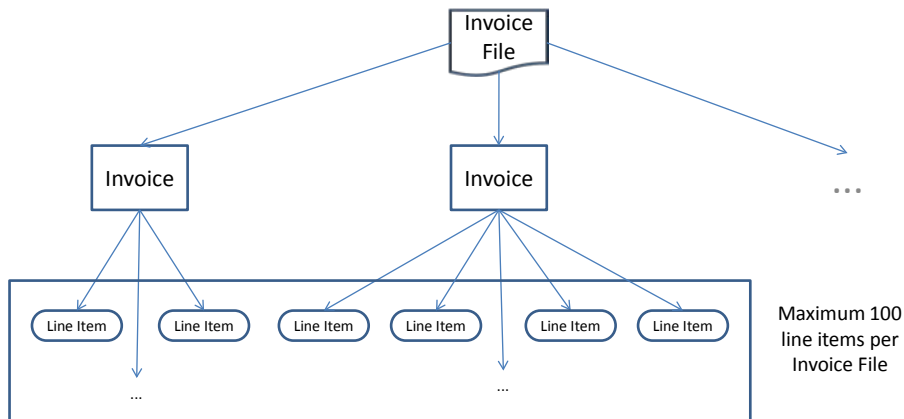 Invoice
File
Invoice
Invoice
...
Line Item
Line Item
Line Item
Line Item
Line Item
Line Item
Maximum 100
line items per
Invoice File
...
...